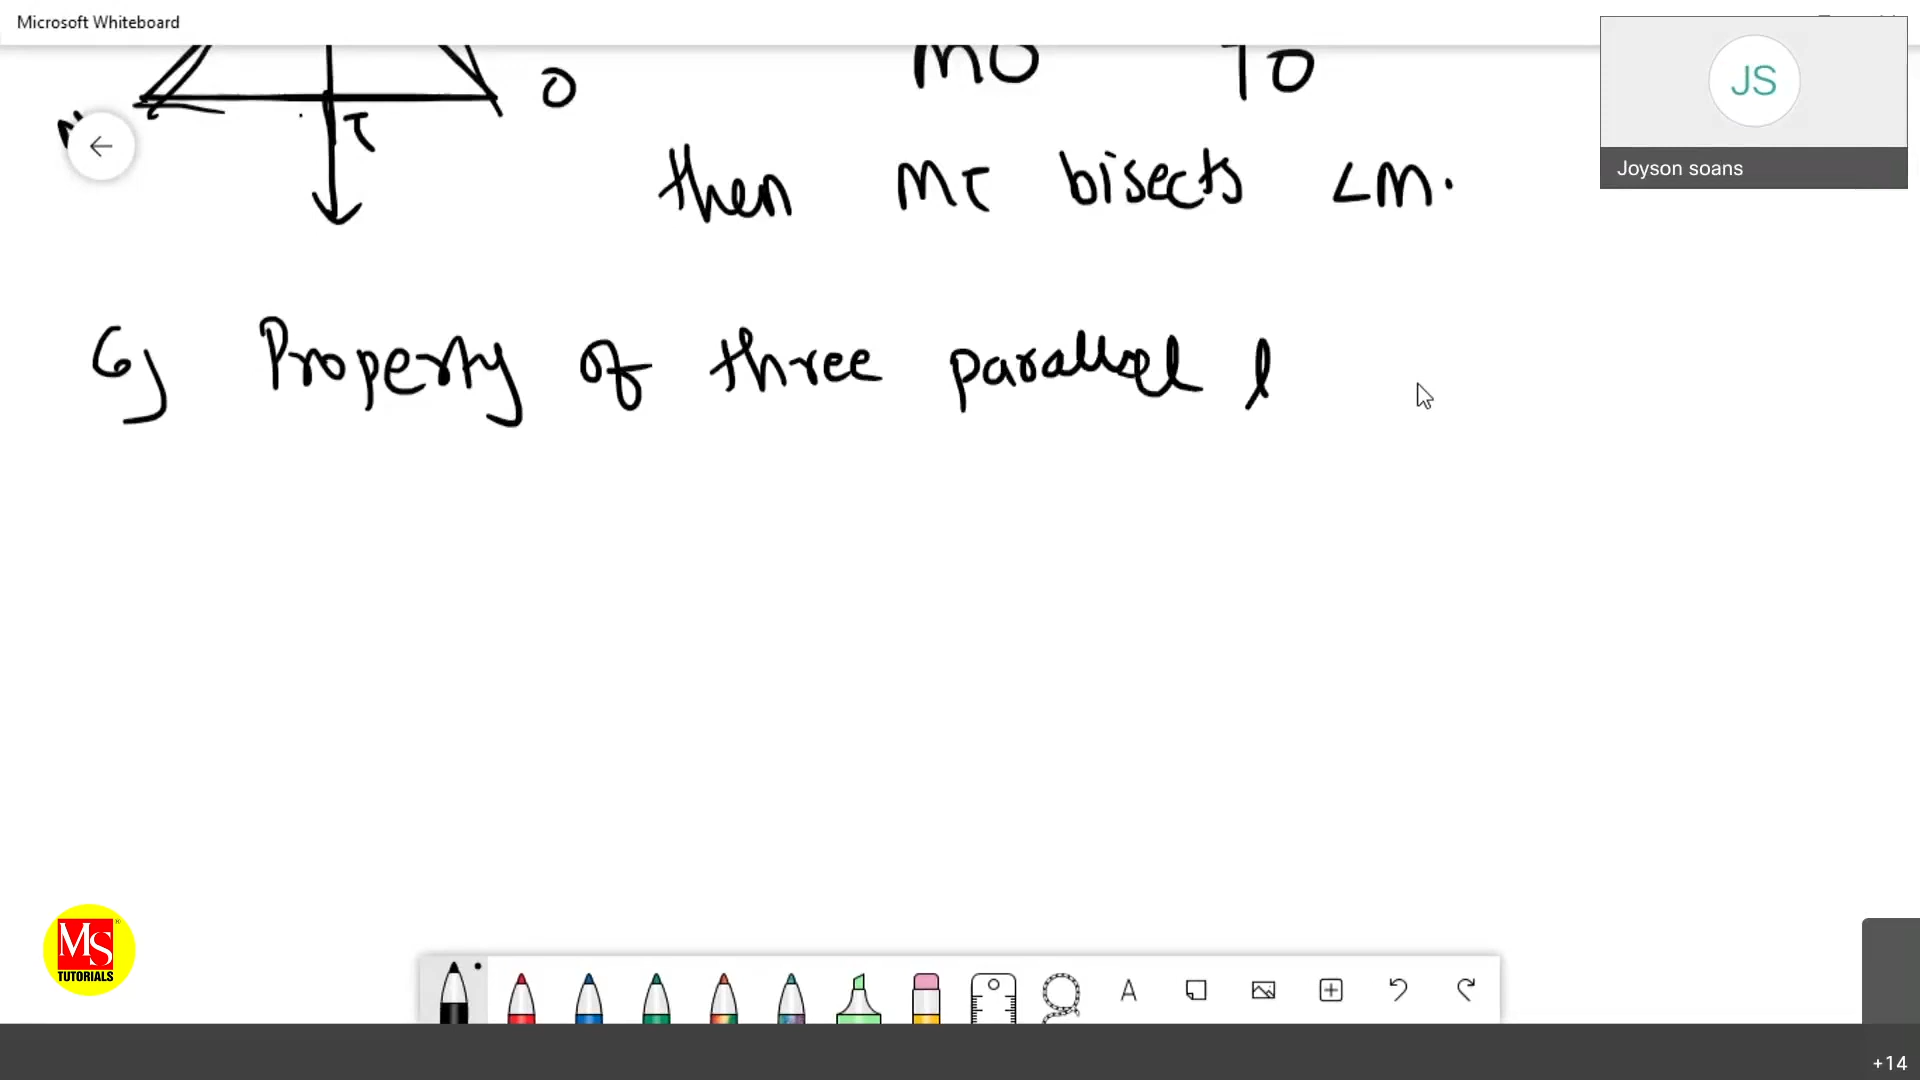 Microsoft Whiteboard
JS
Joyson soans
MO TO
O
T
then MT bisects ∠M.
6) Property of three parallel l
MS
TUTORIALS
A
+14